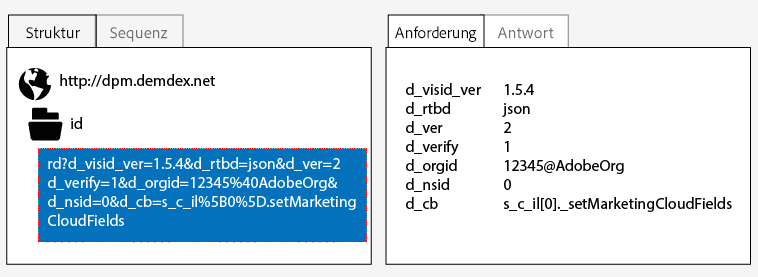 Struktur
Sequenz
http://dpm.demdex.net
id
rd?d_visid_ver=1.5.4&d_rtbd=json&d_ver=2
d_verify=1&d_orgid=12345%40AdobeOrg&
d_nsid=0&d_cb=s_c_il%5B0%5D.setMarketing
CloudFields
Anforderung
Antwort
d_visid_ver 1.5.4
d_rtbd json
d_ver 2
d_verify 1
d_orgid 12345@AdobeOrg
d_nsid 0
d_cb s_c_il[0]._setMarketingCloudFields